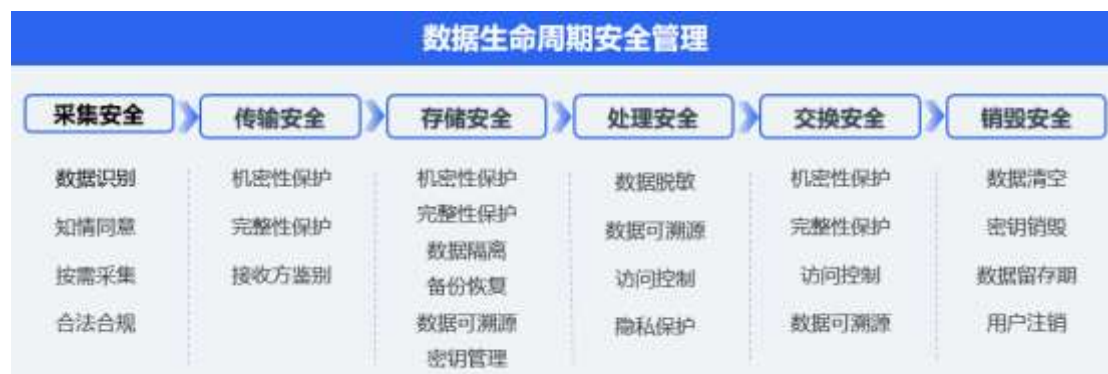 数据生命周期安全管理
采集安全
传输安全
存储安全
处理安全
交换安全
销毁安全
数据识别
知情同意
按需采集
合法合规
机密性保护
完整性保护
接收方鉴别
机密性保护
完整性保护
数据隔离
备份恢复
数据可溯源
密钥管理
数据脱敏
数据可溯源
访问控制
隐私保护
机密性保护
完整性保护
访问控制
数据可溯源
数据清空
密钥销毁
数据留存期
用户注销